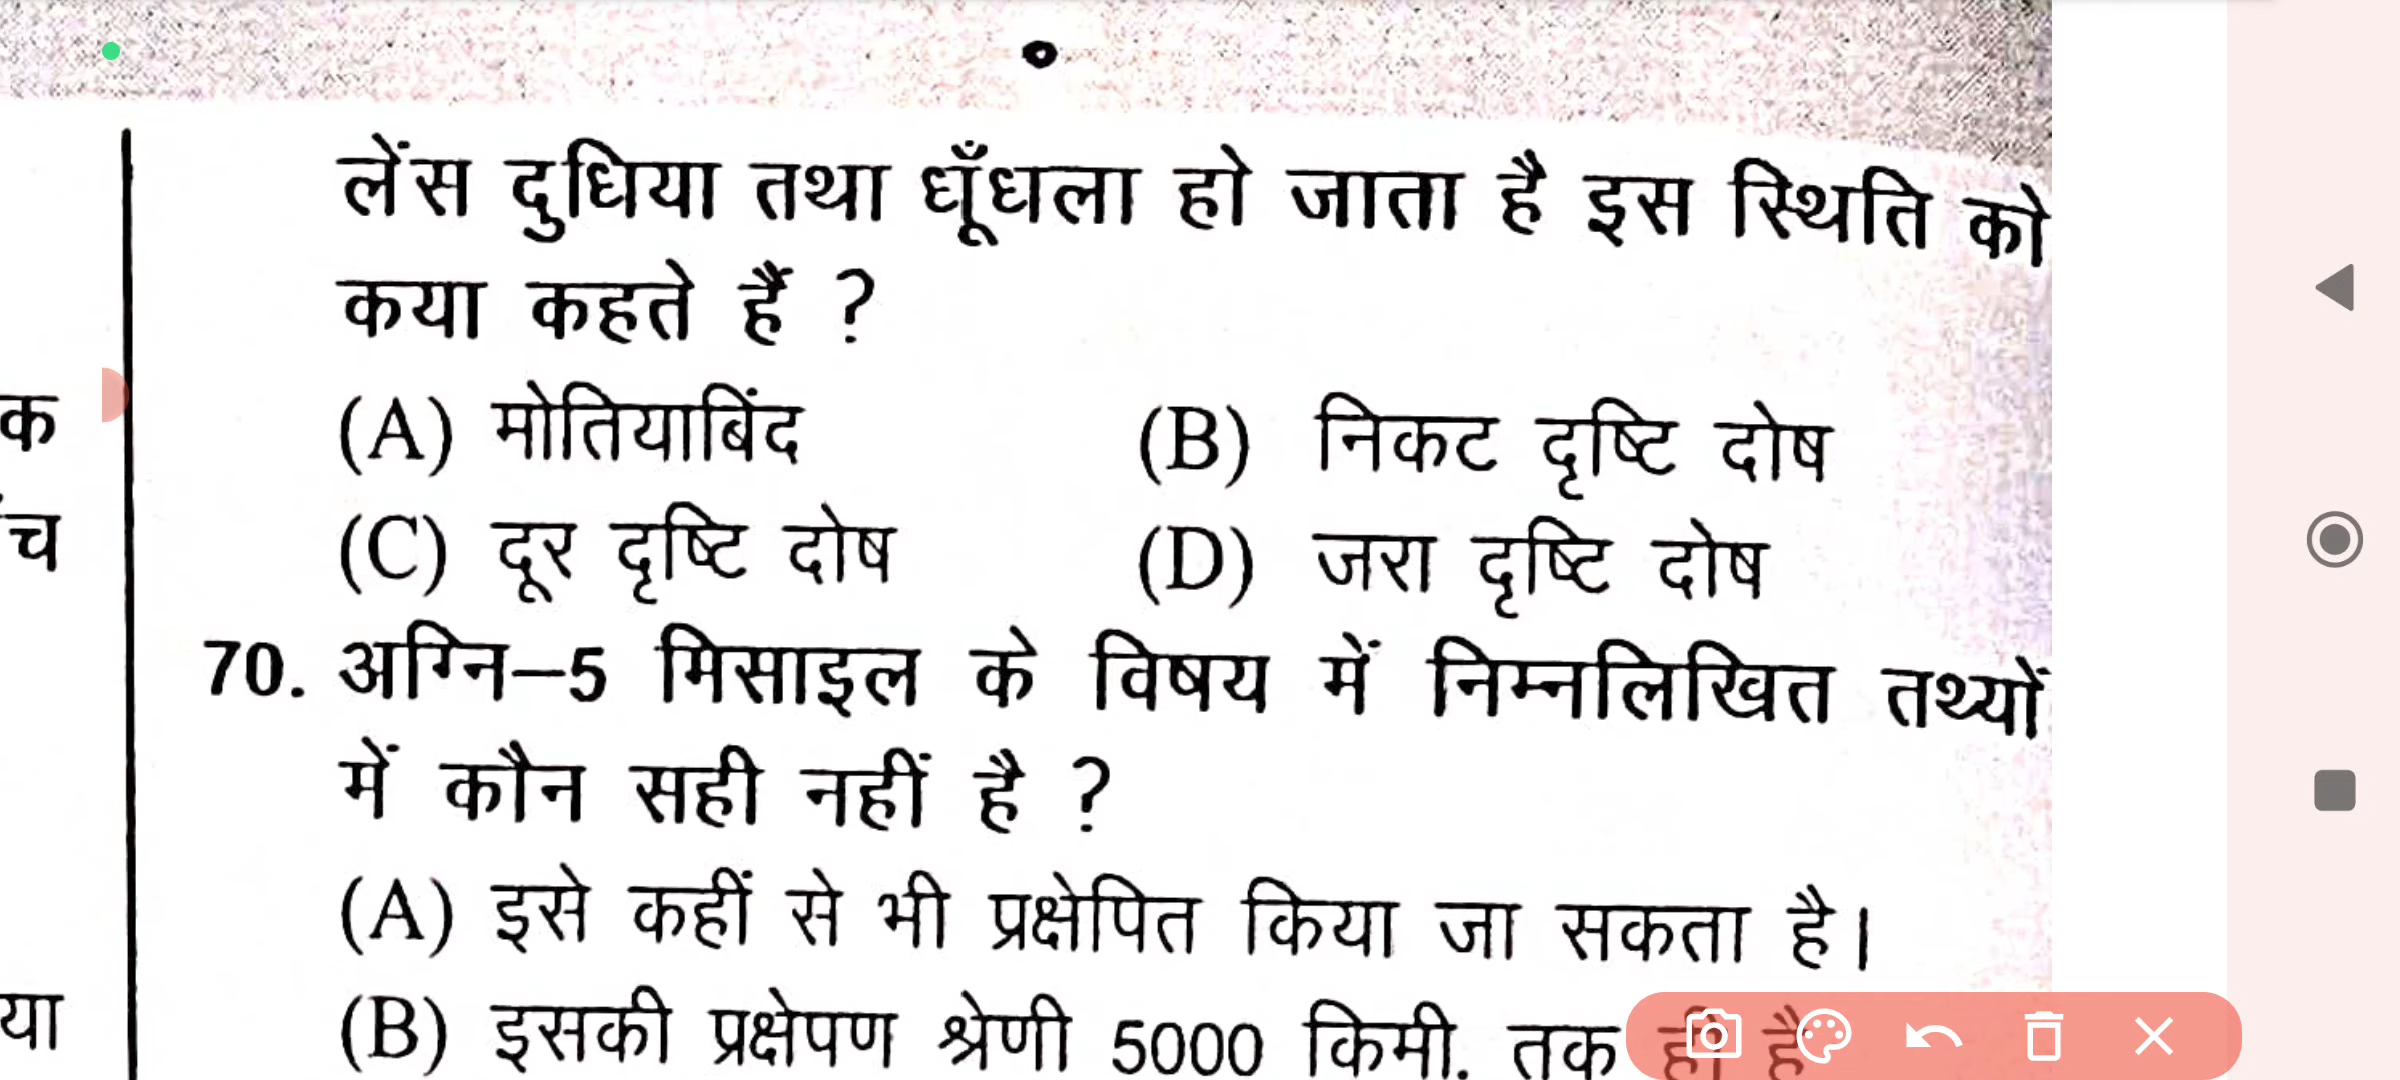 लेंस दुधिया तथा धूँधला हो जाता है इस स्थिति को
कया कहते हैं ?
क
(A) मोतियाबिंद (B) निकट दृष्टि दोष
च
(C) दूर दृष्टि दोष (D) जरा दृष्टि दोष
70. अग्नि–5 मिसाइल के विषय में निम्नलिखित तथ्यों
में कौन सही नहीं है ?
(A) इसे कहीं से भी प्रक्षेपित किया जा सकता है।
या
(B) इसकी प्रक्षेपण श्रेणी 5000 किमी. तक ही है